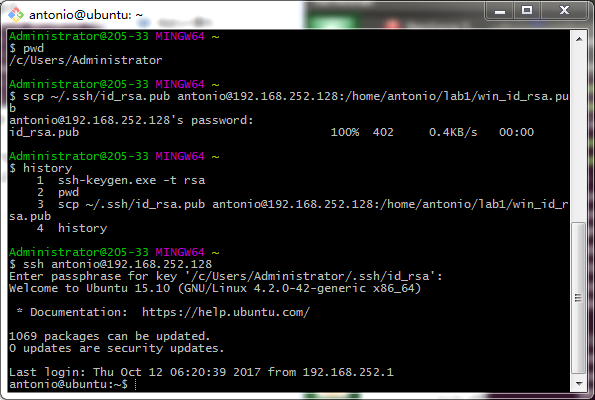 antonio@ubuntu: ~
Administrator@205-33 MINGW64 ~
$ pwd
/c/Users/Administrator
Administrator@205-33 MINGW64 ~
$ scp ~/.ssh/id_rsa.pub antonio@192.168.252.128:/home/antonio/lab1/win_id_rsa.pu
b
antonio@192.168.252.128's password:
id_rsa.pub 100% 402 0.4KB/s 00:00
Administrator@205-33 MINGW64 ~
$ history
1 ssh-keygen.exe -t rsa
2 pwd
3 scp ~/.ssh/id_rsa.pub antonio@192.168.252.128:/home/antonio/lab1/win_id_r
sa.pub
4 history
Administrator@205-33 MINGW64 ~
$ ssh antonio@192.168.252.128
Enter passphrase for key '/c/Users/Administrator/.ssh/id_rsa':
Welcome to Ubuntu 15.10 (GNU/Linux 4.2.0-42-generic x86_64)
* Documentation: https://help.ubuntu.com/
1069 packages can be updated.
0 updates are security updates.
Last login: Thu Oct 12 06:20:39 2017 from 192.168.252.1
antonio@ubuntu:~$